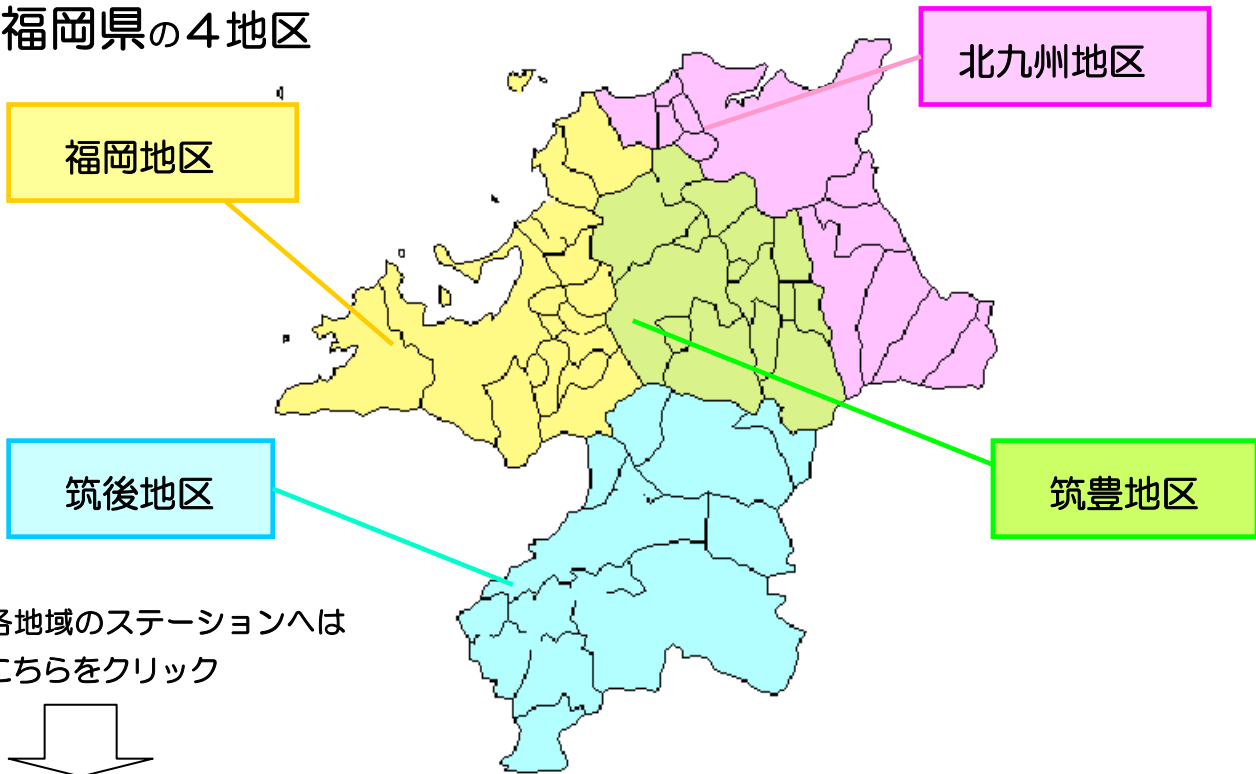 福岡県の４地区
北九州地区
福岡地区
筑後地区
筑豊地区
各地域のステーションへは
こちらをクリック